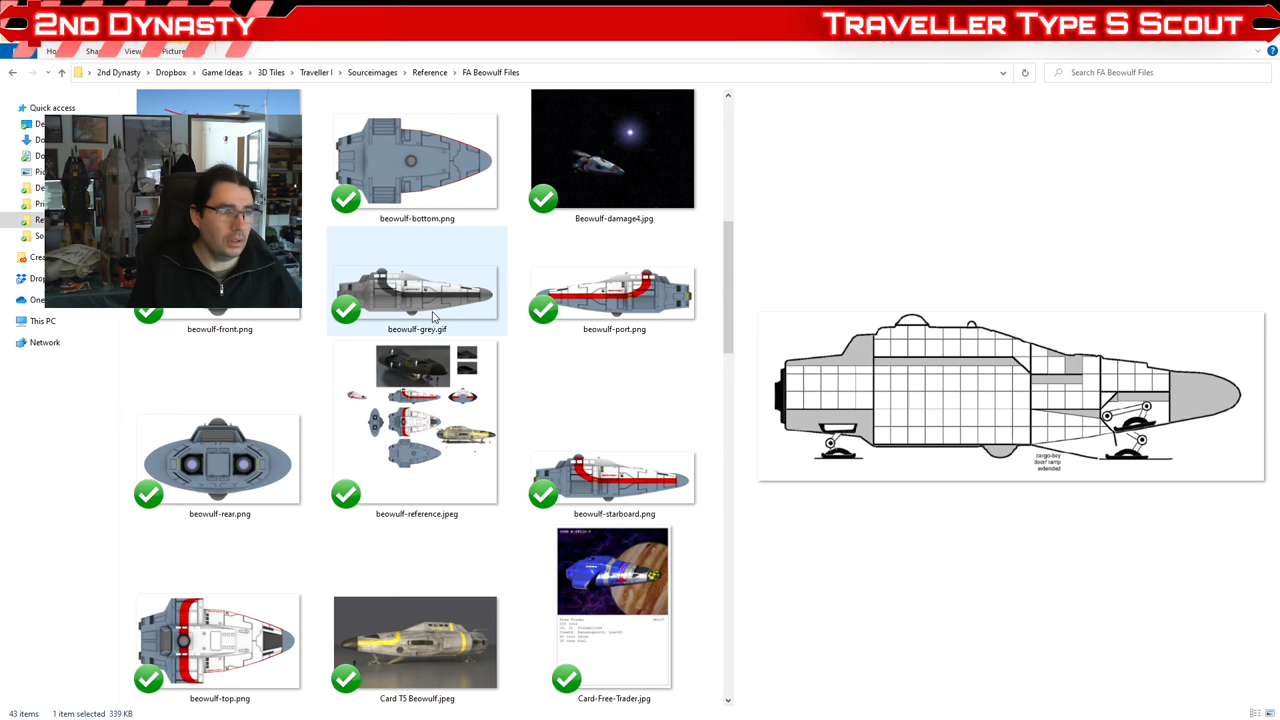 2nd Dynasty
Traveller Type S Scout
View
2nd Dynasty
Dropbox
Game Ideas
3D Tiles
Traveller I
Sourceimages
Reference
FA Beowulf Files
Search FA Beowulf Files
Quick access
This PC
Network
beowulf-bottom.png
Beowulf-damage4.jpg
beowulf-front.png
beowulf-grey.gif
beowulf-port.png
beowulf-rear.png
beowulf-reference.jpeg
beowulf-starboard.png
beowulf-top.png
Card T5 Beowulf.jpeg
Card-Free-Trader.jpg
cargo-bay
door/ ramp
extended
43 items
1 item selected 339 KB